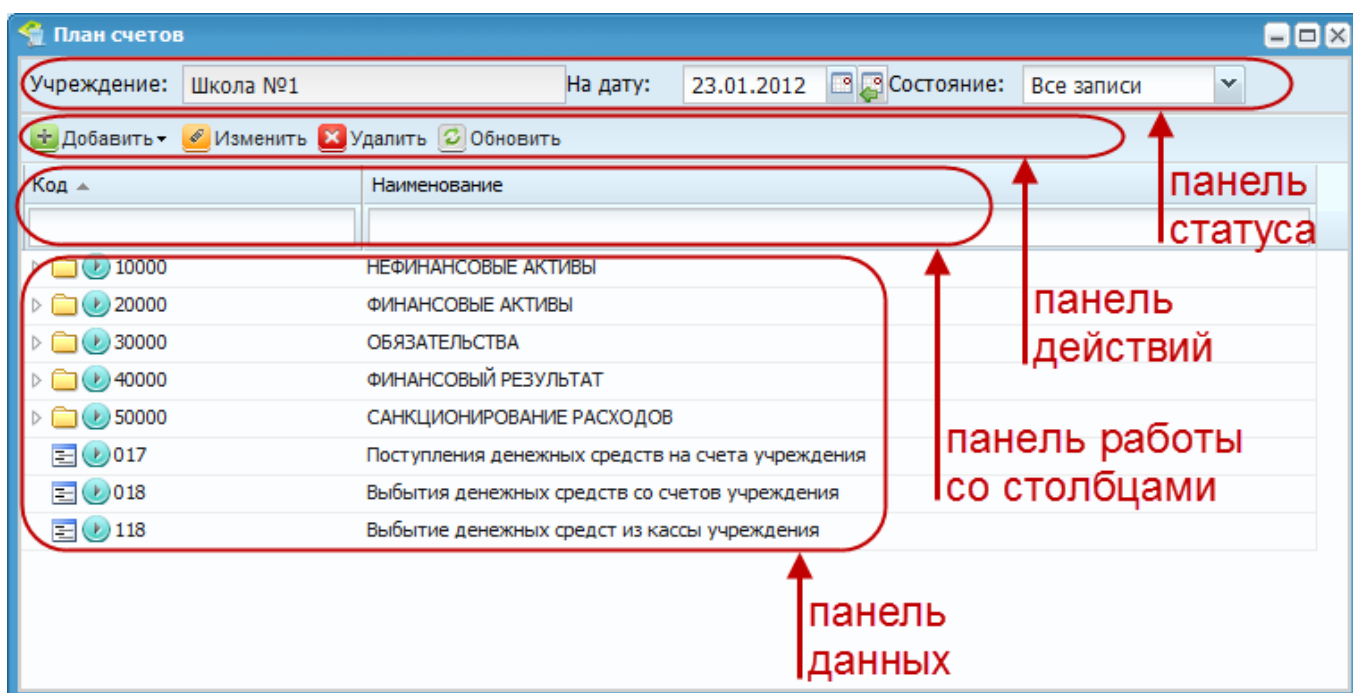 План счетов
Учреждение: Школа №1 На дату: 23.01.2012 Состояние: Все записи
Добавить Изменить Удалить Обновить
Код Наименование
панель
статуса
10000 НЕФИНАНСОВЫЕ АКТИВЫ
20000 ФИНАНСОВЫЕ АКТИВЫ
30000 ОБЯЗАТЕЛЬСТВА
40000 ФИНАНСОВЫЙ РЕЗУЛЬТАТ
50000 САНКЦИОНИРОВАНИЕ РАСХОДОВ
017 Поступления денежных средств на счета учреждения
018 Выбытия денежных средств со счетов учреждения
118 Выбытие денежных средст из кассы учреждения
панель
действий
панель работы
со столбцами
панель
данных